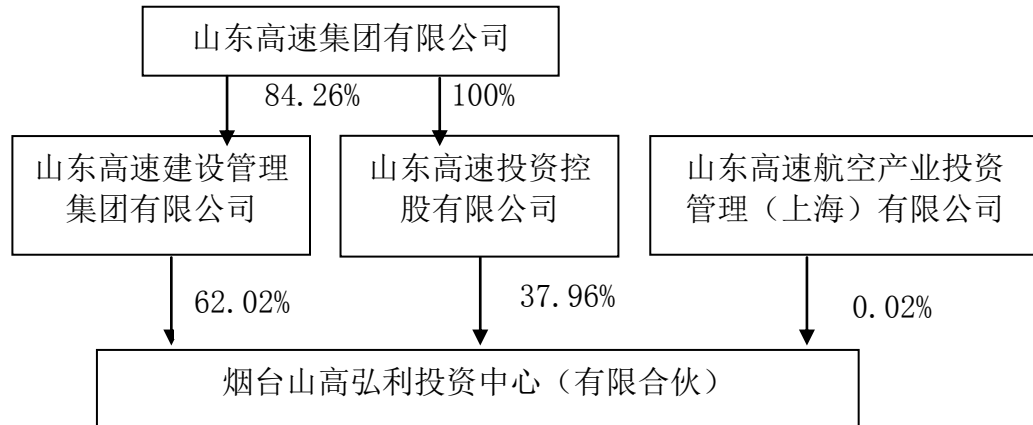 山东高速集团有限公司
84.26%
100%
山东高速建设管理
集团有限公司
山东高速投资控
股有限公司
山东高速航空产业投资
管理（上海）有限公司
62.02%
37.96%
0.02%
烟台山高弘利投资中心（有限合伙）